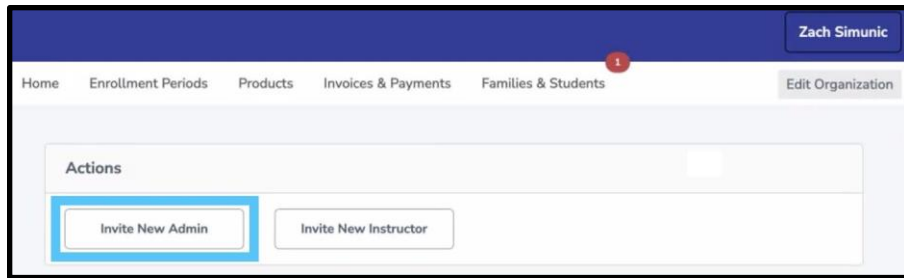 Zach Simunic
1
Home Enrollment Periods Products Invoices & Payments Families & Students Edit Organization
Actions
Invite New Admin Invite New Instructor